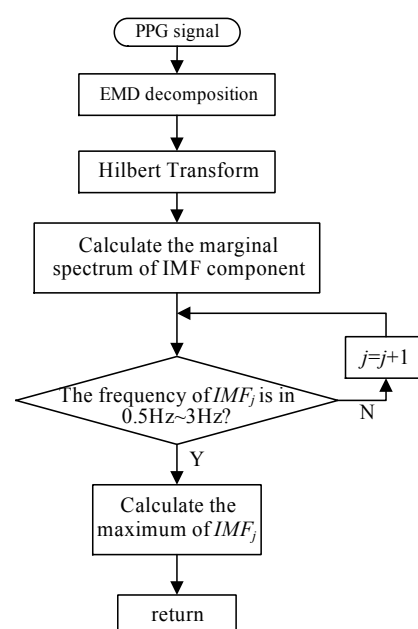 PPG signal
EMD decomposition
Hilbert Transform
Calculate the marginal
spectrum of IMF component
j=j+1
The frequency of IMFj is in
0.5Hz~3Hz?
N
Y
Calculate the
maximum of IMFj
return